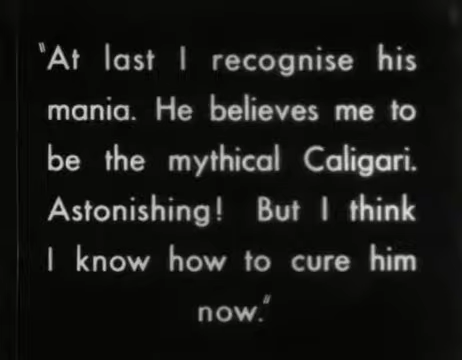 "At last I recognise his
mania. He believes me to
be the mythical Caligari.
Astonishing! But I think
I know how to cure him
now."